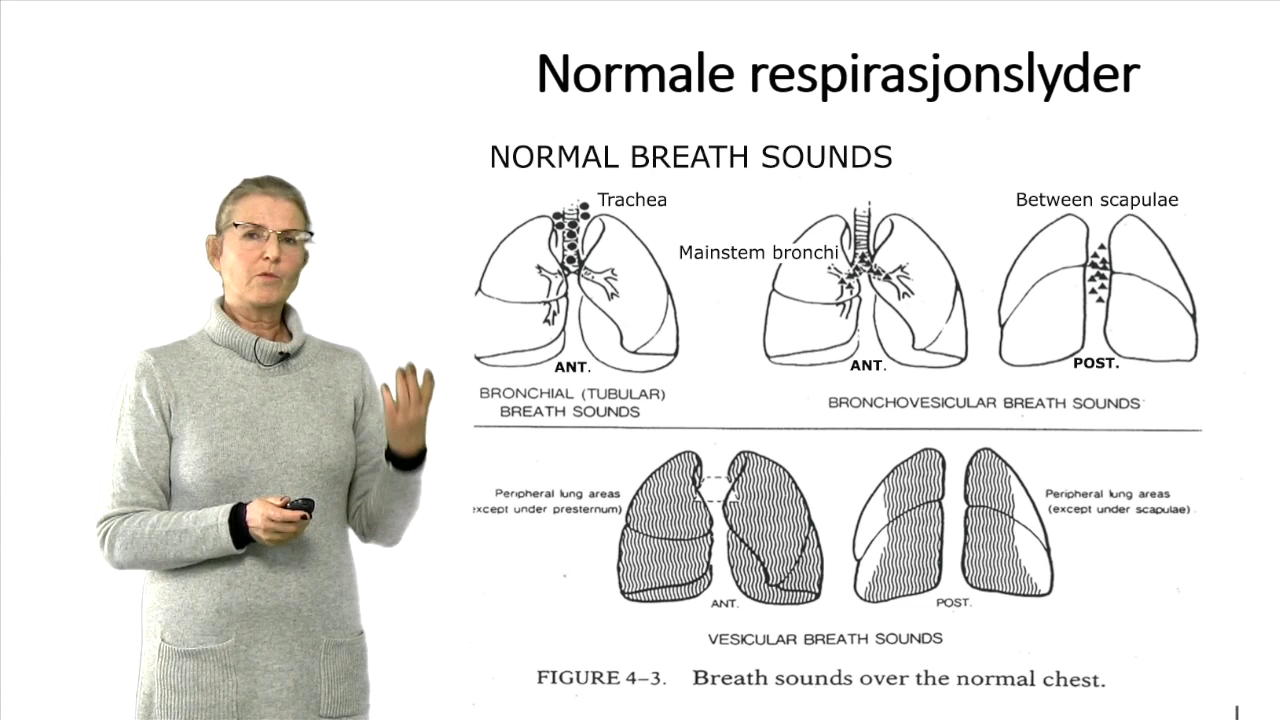 Normale respirasjonslyder
NORMAL BREATH SOUNDS
Trachea
Mainstem bronchi
Between scapulae
ANT.
ANT.
POST.
BRONCHIAL (TUBULAR)
BREATH SOUNDS
BRONCHOVESICULAR BREATH SOUNDS
Peripheral lung areas
except under presternum)
Peripheral lung areas
(except under scapulae)
ANT.
POST.
VESICULAR BREATH SOUNDS
FIGURE 4–3. Breath sounds over the normal chest.